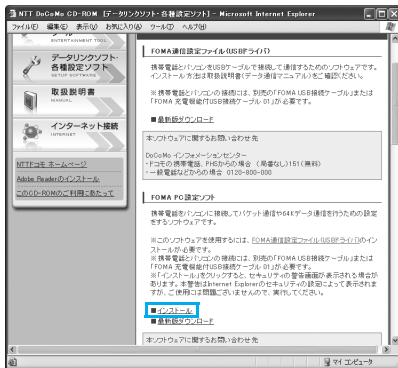 NTT DoCoMo CD-ROM [データリンクソフト・各種設定ソフト] - Microsoft Internet Explorer
ファイル(F) 編集(E) 表示(V) お気に入り(A) ツール(T) ヘルプ(H)
ENTERTAINMENT TOOL
データリンクソフト・
各種設定ソフト
SETUP SOFTWARE
取扱説明書
MANUAL
インターネット接続
INTERNET
NTTドコモ ホームページ
Adobe Readerのインストール
このCD-ROMのご利用にあたって
FOMA通信設定ファイル(USBドライバ)
携帯電話とパソコンをUSBケーブルで接続して通信するためのソフトウェアです。
インストール方法は取扱説明書(データ通信マニュアル)をご確認ください。
※携帯電話とパソコンの接続には、別売の「FOMA USB接続ケーブル」または
「FOMA 充電機能付USB接続ケーブル 01」が必要です。
■最新版ダウンロード
本ソフトウェアに関するお問い合わせ先
DoCoMoインフォメーションセンター
・ドコモの携帯電話、PHSからの場合 (局番なし)151(無料)
・一般電話などからの場合 0120-800-000
FOMA PC設定ソフト
携帯電話をパソコンに接続してパケット通信や64Kデータ通信を行うための設定
をするソフトウェアです。
※このソフトウェアを使用するには、FOMA通信設定ファイル(USBドライバ)のイン
ストールが必要です。
※携帯電話とパソコンの接続には、別売の「FOMA USB接続ケーブル」または
「FOMA 充電機能付USB接続ケーブル 01」が必要です。
※「インストール」をクリックすると、セキュリティの警告画面が表示される場合が
あります。本警告はInternet Explorerのセキュリティの設定によって表示されま
すが、ご使用には問題ございませんので、実行してください。
■インストール
■最新版ダウンロード
本ソフトウェアに関するお問い合わせ先
マイ コンピュータ